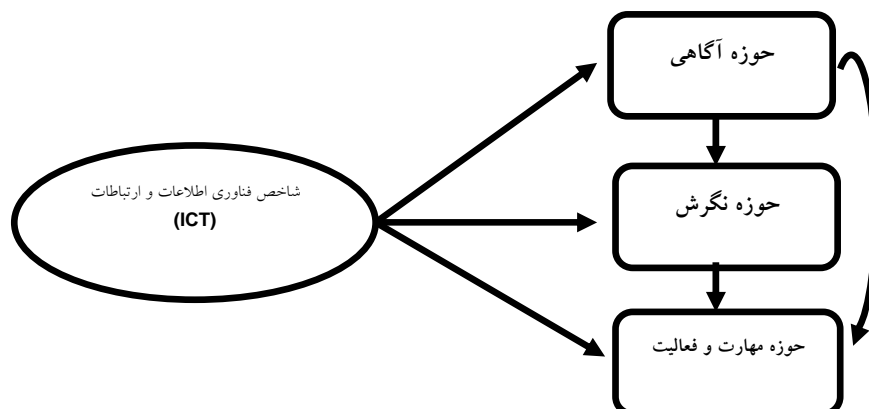 حوزه آگاهی
شاخص فناوری اطلاعات و ارتباطات
(ICT)
حوزه نگرش
حوزه مهارت و فعالیت